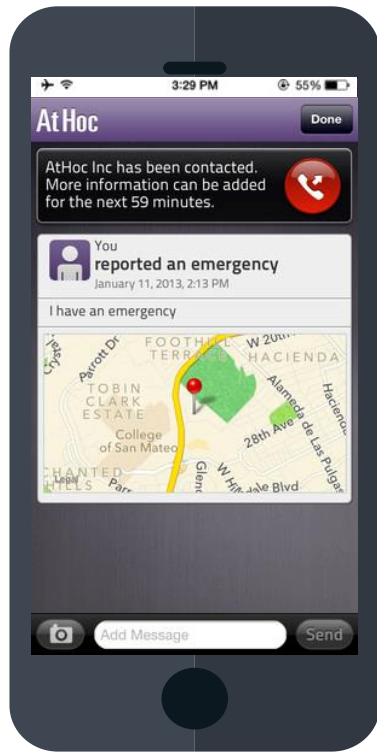 3:29 PM
55%
AtHoc
Done
AtHoc Inc has been contacted.
More information can be added
for the next 59 minutes.
You
reported an emergency
January 11, 2013, 2:13 PM
I have an emergency
Parrott Dr
FOOTHILL
TERRACE
W 20th
HACIENDA
TOBIN
CLARK
ESTATE
Alameda de Las Pulgas
Hacienda
28th Ave
College
of San Mateo
HANTED
HILLS
Legal
Parr
Glend
W Hillsdale Blvd
Add Message
Send